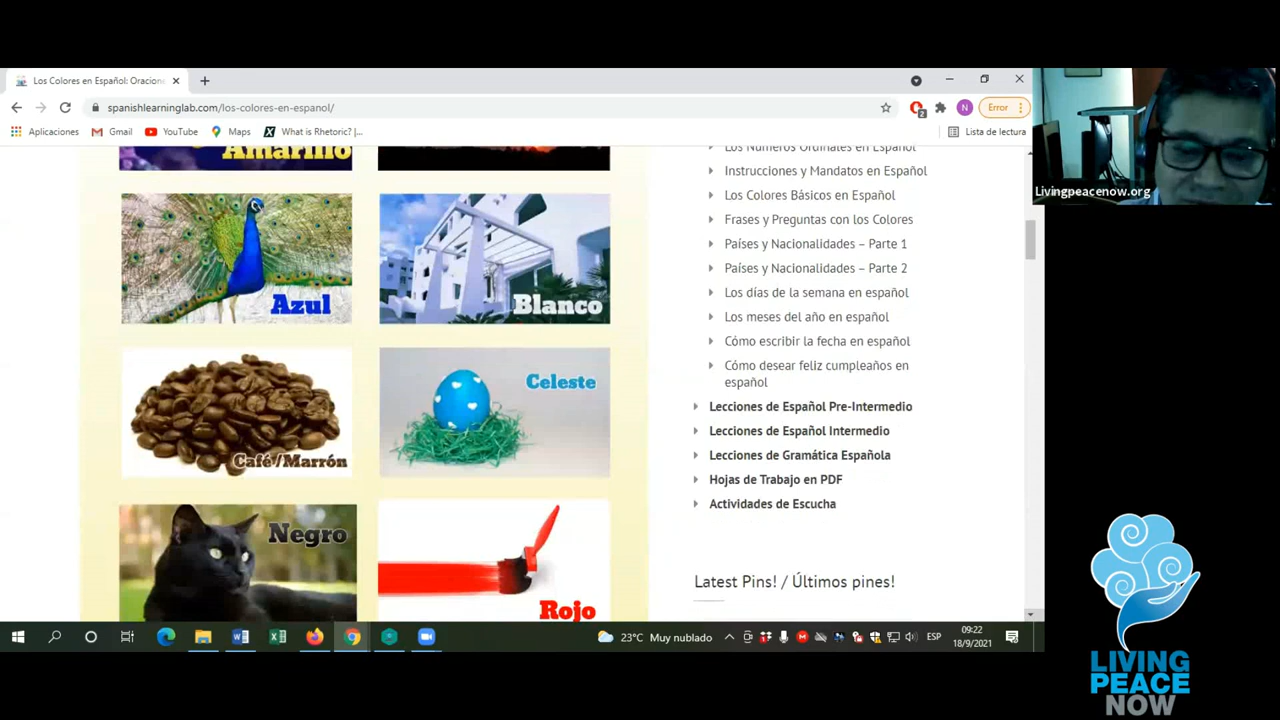 Los Colores en Español: Oracion
spanishlearninglab.com/los-colores-en-espanol/
Error
Aplicaciones
Gmail
YouTube
Maps
What is Rhetoric? |...
Lista de lectura
N
2
Livingpeacenow.org
Amarillo
Azul
Blanco
Café/Marrón
Celeste
Negro
Rojo
Los Números Ordinales en Español
Instrucciones y Mandatos en Español
Los Colores Básicos en Español
Frases y Preguntas con los Colores
Países y Nacionalidades – Parte 1
Países y Nacionalidades – Parte 2
Los días de la semana en español
Los meses del año en español
Cómo escribir la fecha en español
Cómo desear feliz cumpleaños en
español
Lecciones de Español Pre-Intermedio
Lecciones de Español Intermedio
Lecciones de Gramática Española
Hojas de Trabajo en PDF
Actividades de Escucha
Latest Pins! / Últimos pines!
23°C Muy nublado
ESP
09:22
18/9/2021
LIVING
PEACE
NOW